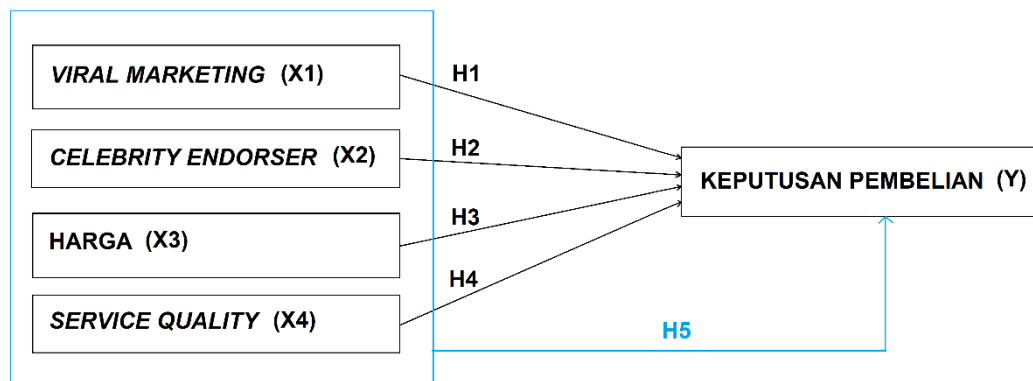 VIRAL MARKETING (X1)
H1
CELEBRITY ENDORSER (X2)
H2
KEPUTUSAN PEMBELIAN (Y)
HARGA (X3)
H3
H4
SERVICE QUALITY (X4)
H5